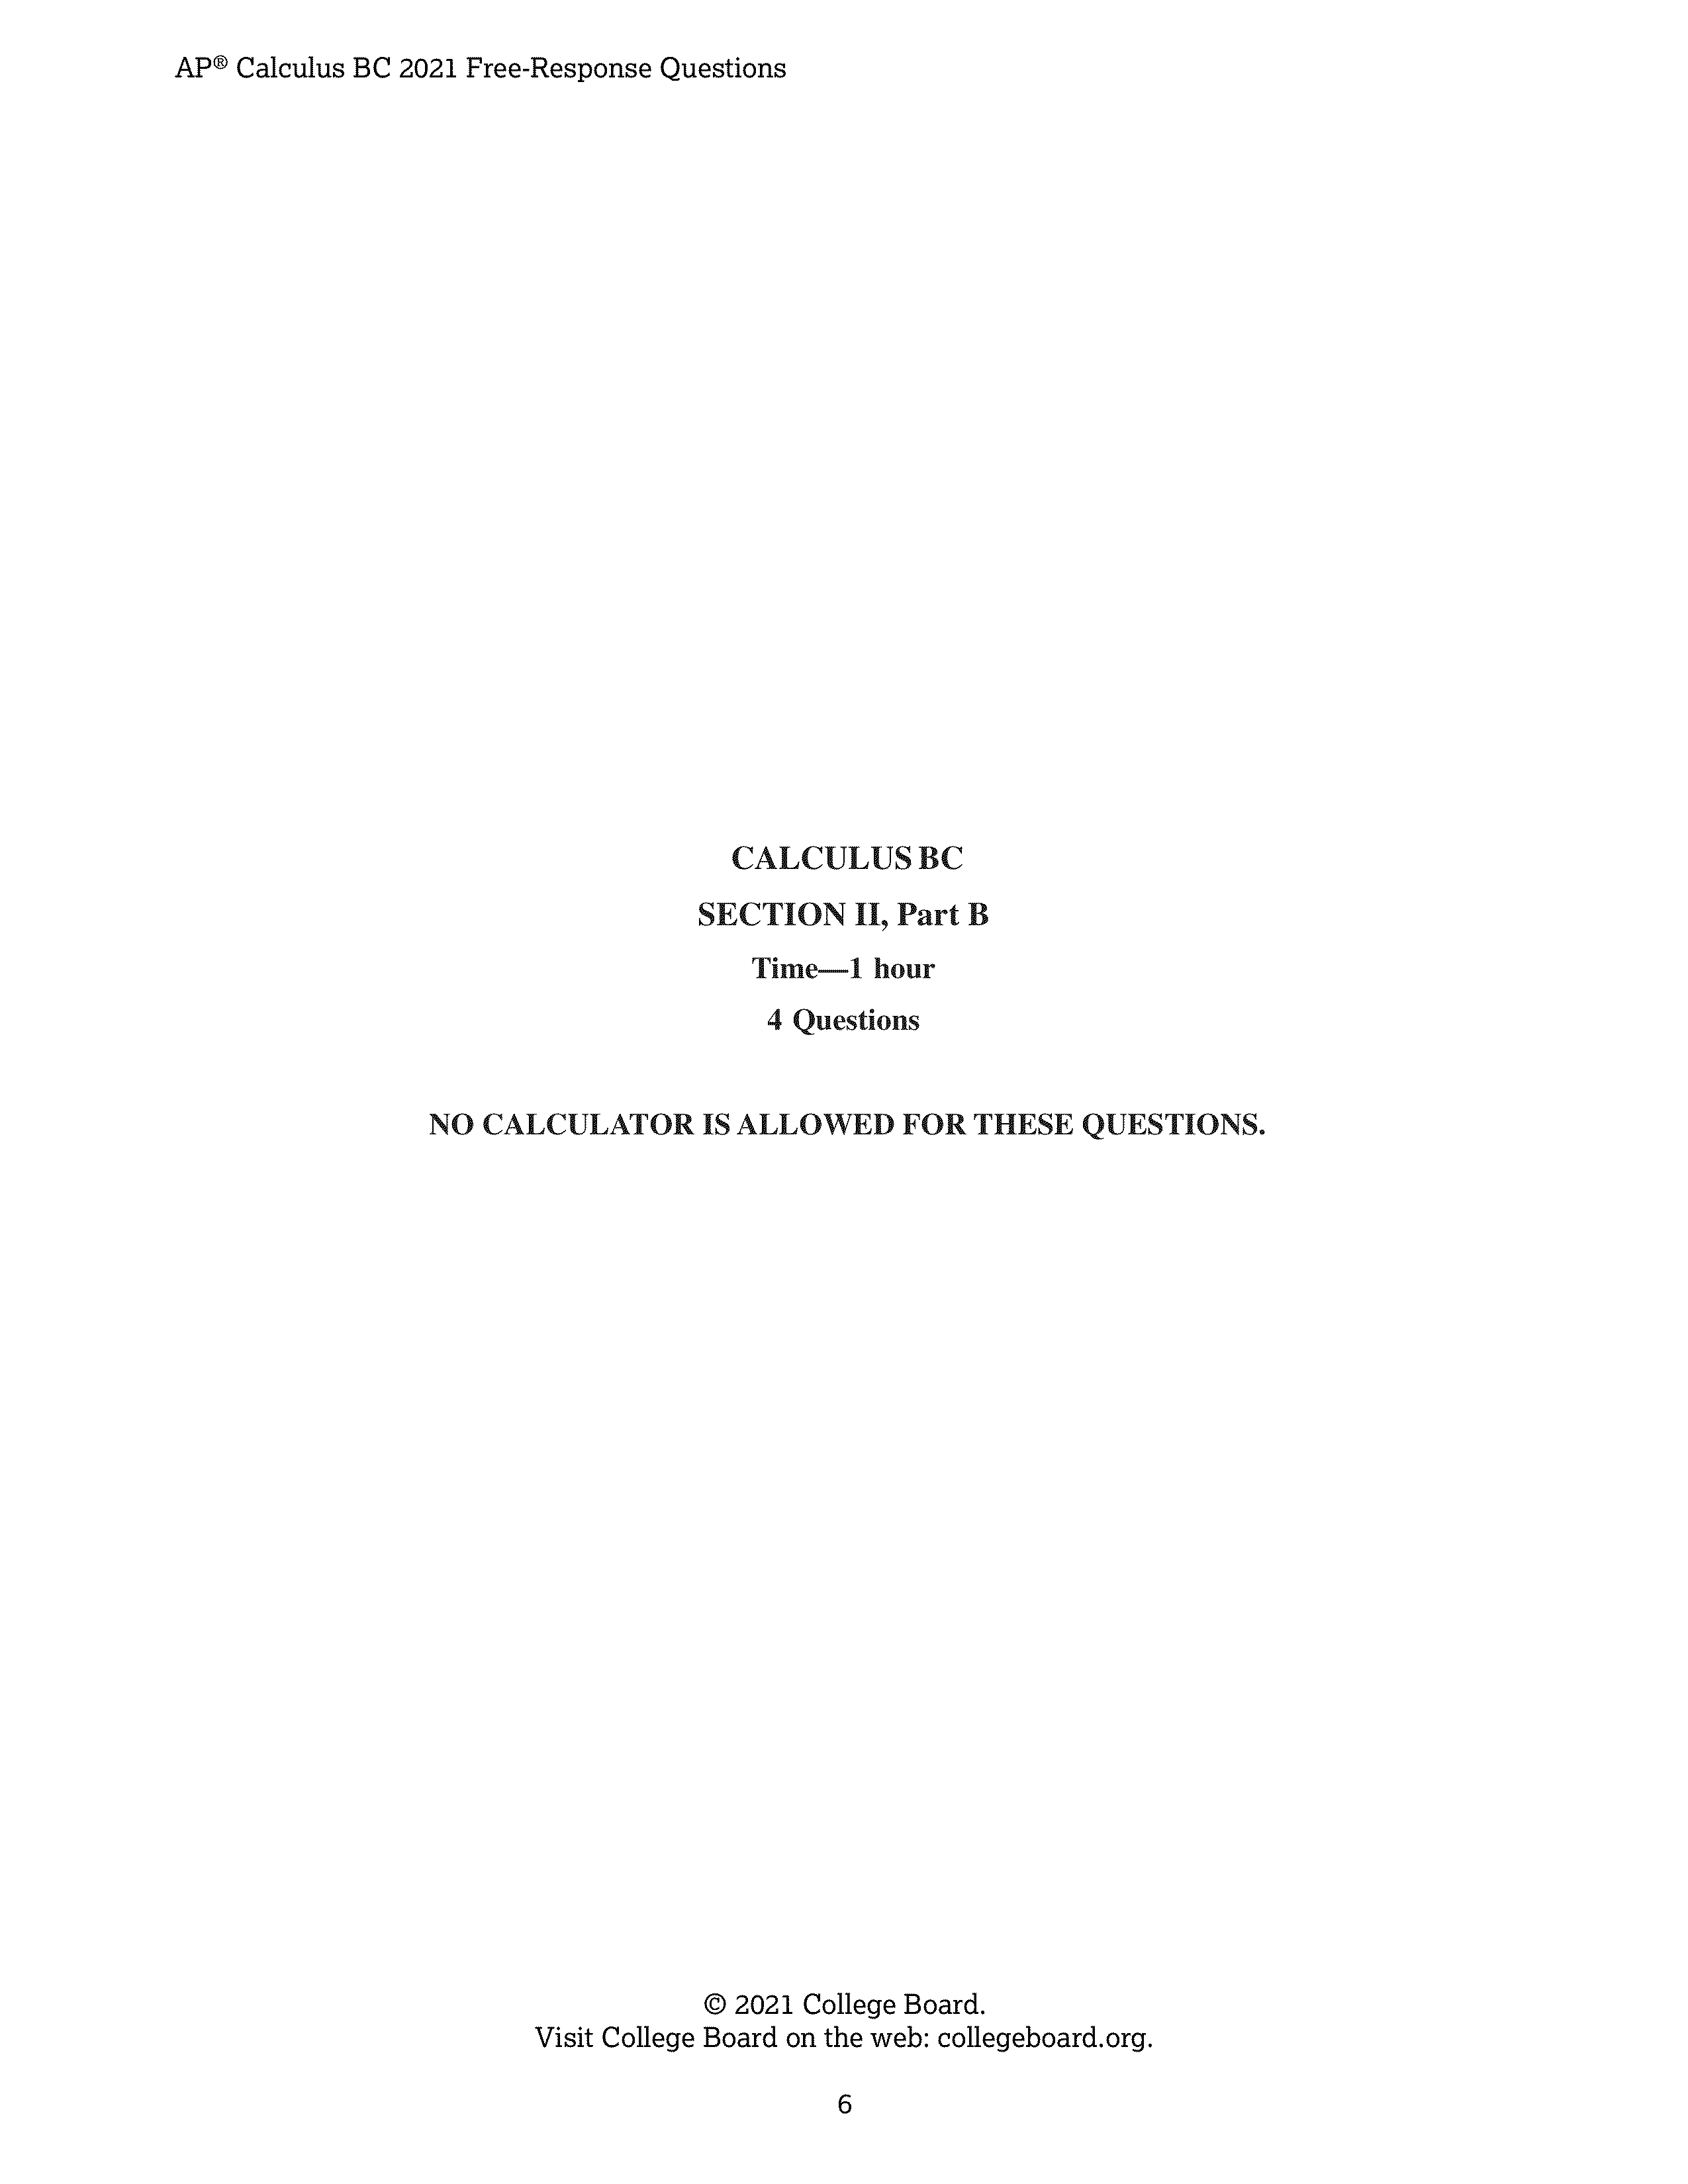 AP® Calculus BC 2021 Free-Response Questions
CALCULUS BC
SECTION II, Part B
Time—1 hour
4 Questions
NO CALCULATOR IS ALLOWED FOR THESE QUESTIONS.
© 2021 College Board.
Visit College Board on the web: collegeboard.org.
6